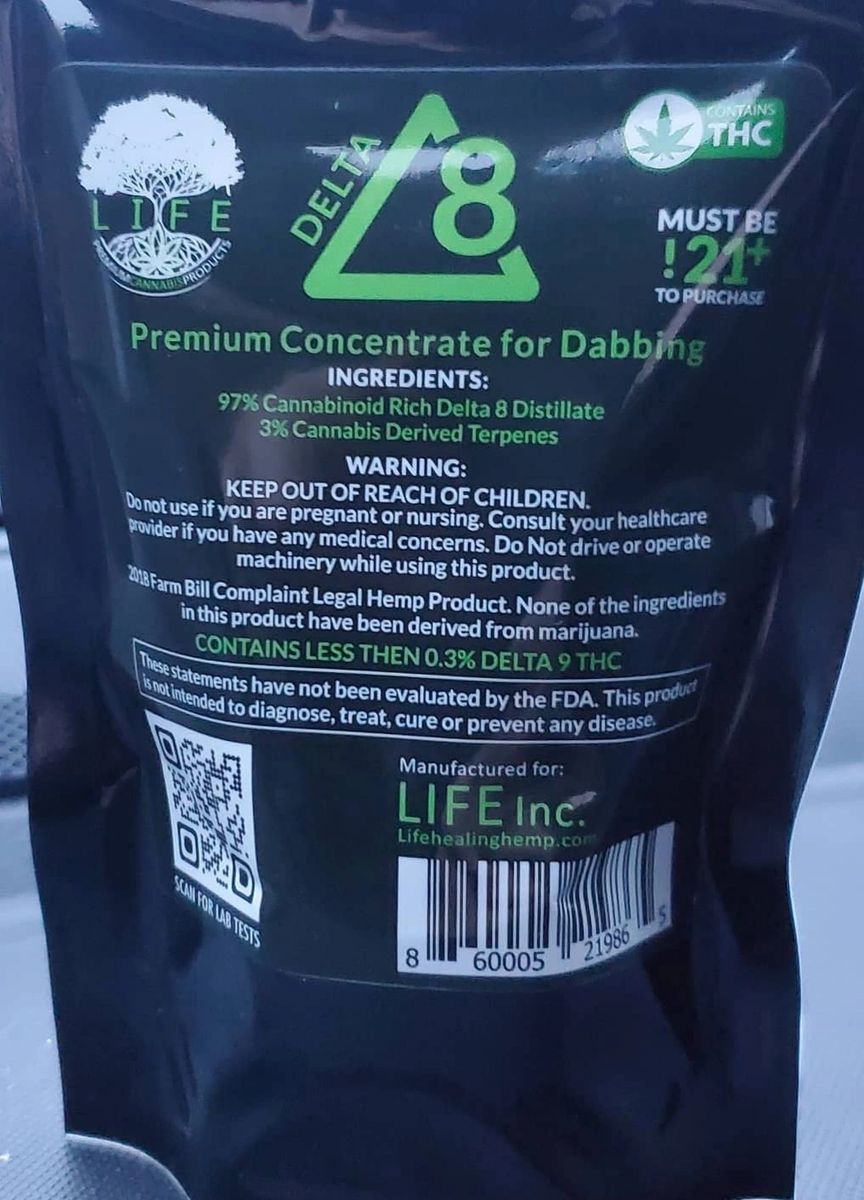 LIFE
PREMIUM CANNABIS PRODUCTS
DELTA 8
CONTAINS
THC
MUST BE
!21+
TO PURCHASE
Premium Concentrate for Dabbing
INGREDIENTS:
97% Cannabinoid Rich Delta 8 Distillate
3% Cannabis Derived Terpenes
WARNING:
KEEP OUT OF REACH OF CHILDREN.
Do not use if you are pregnant or nursing. Consult your healthcare
provider if you have any medical concerns. Do Not drive or operate
machinery while using this product.
2018 Farm Bill Complaint Legal Hemp Product. None of the ingredients
in this product have been derived from marijuana.
CONTAINS LESS THEN 0.3% DELTA 9 THC
These statements have not been evaluated by the FDA. This product
is not intended to diagnose, treat, cure or prevent any disease.
SCAN FOR LAB TESTS
Manufactured for:
LIFE Inc.
Lifehealinghemp.com
8 60005 21986 5